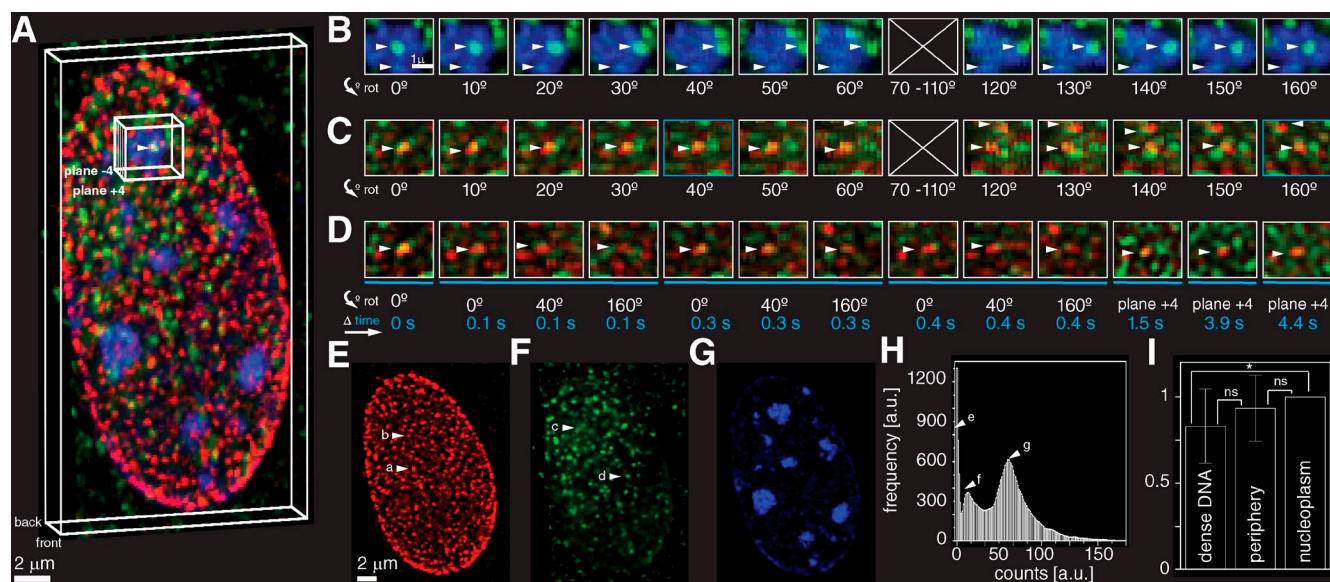 A
plane -4
plane +4
back
front
2 µm
B
1µ
º rot 0º 10º 20º 30º 40º 50º 60º 70 -110º 120º 130º 140º 150º 160º
C
º rot 0º 10º 20º 30º 40º 50º 60º 70 -110º 120º 130º 140º 150º 160º
D
º rot 0º 0º 40º 160º 0º 40º 160º 0º 40º 160º plane +4 plane +4 plane +4
Δ time 0 s 0.1 s 0.1 s 0.1 s 0.3 s 0.3 s 0.3 s 0.4 s 0.4 s 0.4 s 1.5 s 3.9 s 4.4 s
E
b
a
2 µm
F
c
d
G
H
frequency [a.u.]
1200
900
600
300
0
e
f
g
0 50 100 150
counts [a.u.]
I
1
0.5
0
*
ns
ns
dense DNA
periphery
nucleoplasm